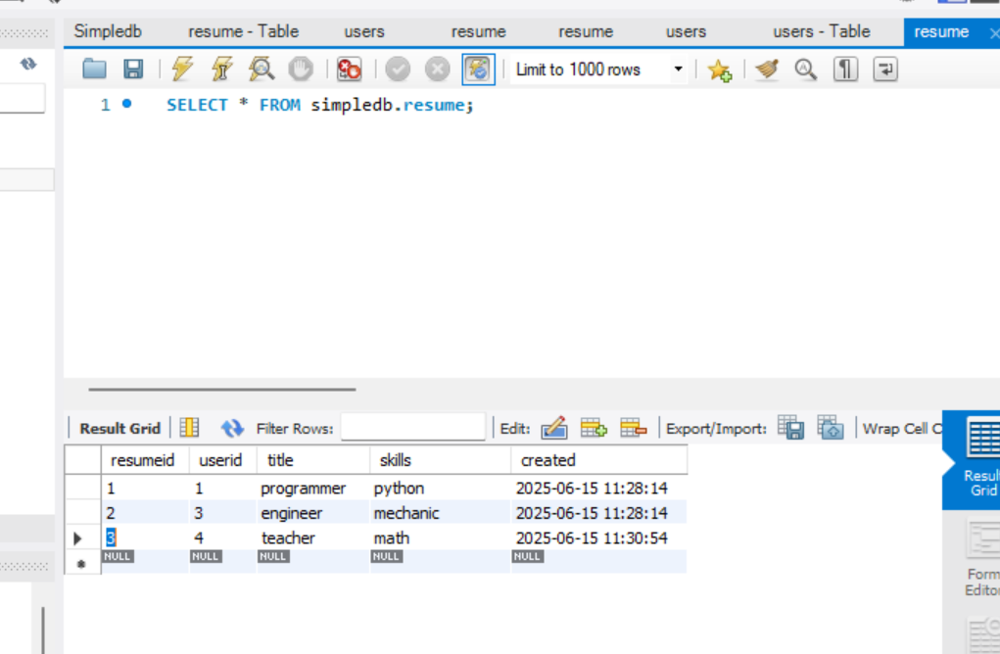 Simpledb resume - Table users resume resume users users - Table resume
Limit to 1000 rows
1 SELECT * FROM simpledb.resume;
Result Grid Filter Rows: Edit: Export/Import: Wrap Cell C
resumeid userid title skills created
1 1 programmer python 2025-06-15 11:28:14
2 3 engineer mechanic 2025-06-15 11:28:14
3 4 teacher math 2025-06-15 11:30:54
NULL NULL NULL NULL NULL
Result
Grid
Form
Editor